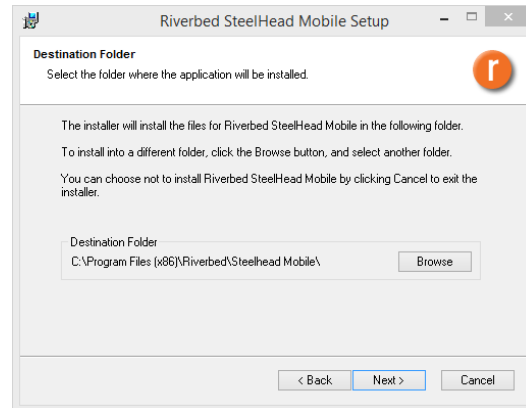 Riverbed SteelHead Mobile Setup
Destination Folder
Select the folder where the application will be installed.
r
The installer will install the files for Riverbed SteelHead Mobile in the following folder.
To install into a different folder, click the Browse button, and select another folder.
You can choose not to install Riverbed SteelHead Mobile by clicking Cancel to exit the
installer.
Destination Folder
C:\Program Files (x86)\Riverbed\Steelhead Mobile\
Browse
< Back
Next >
Cancel